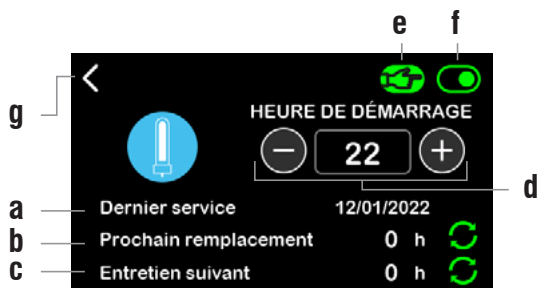 e f
g
HEURE DE DÉMARRAGE
22
d
a Dernier service 12/01/2022
b Prochain remplacement 0 h
c Entretien suivant 0 h